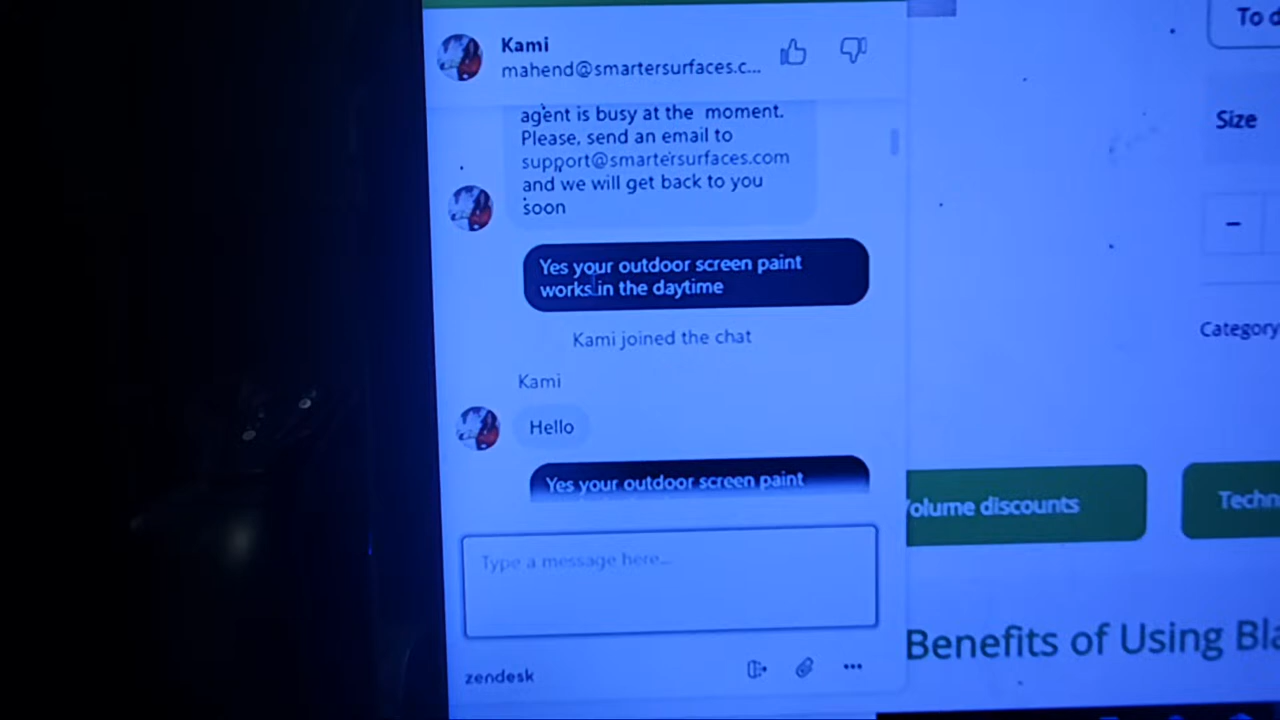 Kami
mahend@smartersurfaces.c...
agent is busy at the moment.
Please, send an email to
support@smartersurfaces.com
and we will get back to you
soon
Yes your outdoor screen paint
works in the daytime
Kami joined the chat
Kami
Hello
Yes your outdoor screen paint
Type a message here...
zendesk
To d
Size
Category
Volume discounts
Techn
Benefits of Using Bla